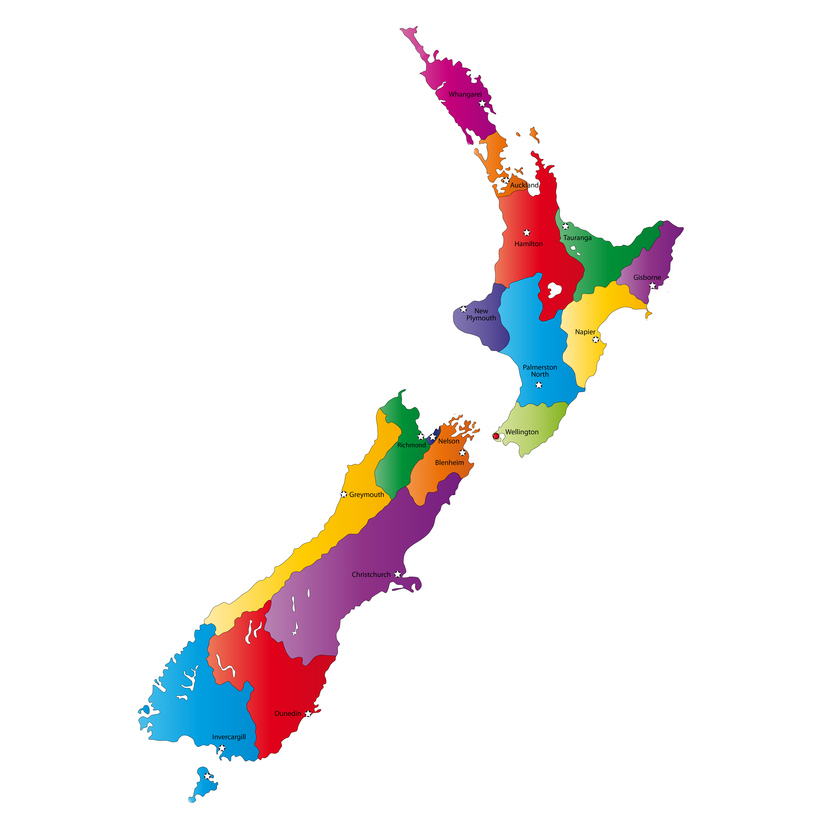 Whangarei
Auckland
Tauranga
Hamilton
Gisborne
New
Plymouth
Napier
Palmerston
North
Wellington
Nelson
Richmond
Blenheim
Greymouth
Christchurch
Dunedin
Invercargill